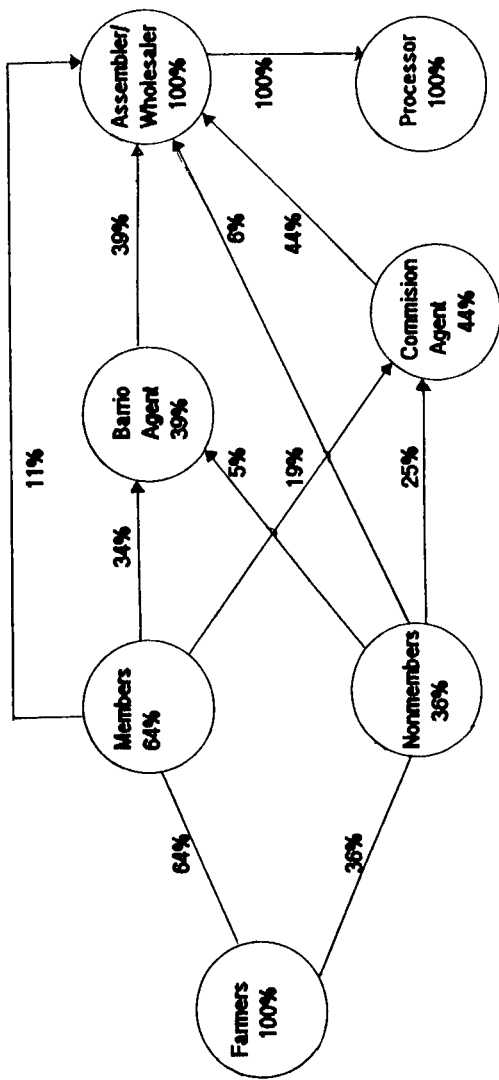 Farmers
100%
64%
36%
Members
64%
Nonmembers
36%
11%
34%
5%
19%
6%
25%
Barrio
Agent
39%
Commision
Agent
44%
39%
44%
Assembler/
Wholesaler
100%
100%
Processor
100%